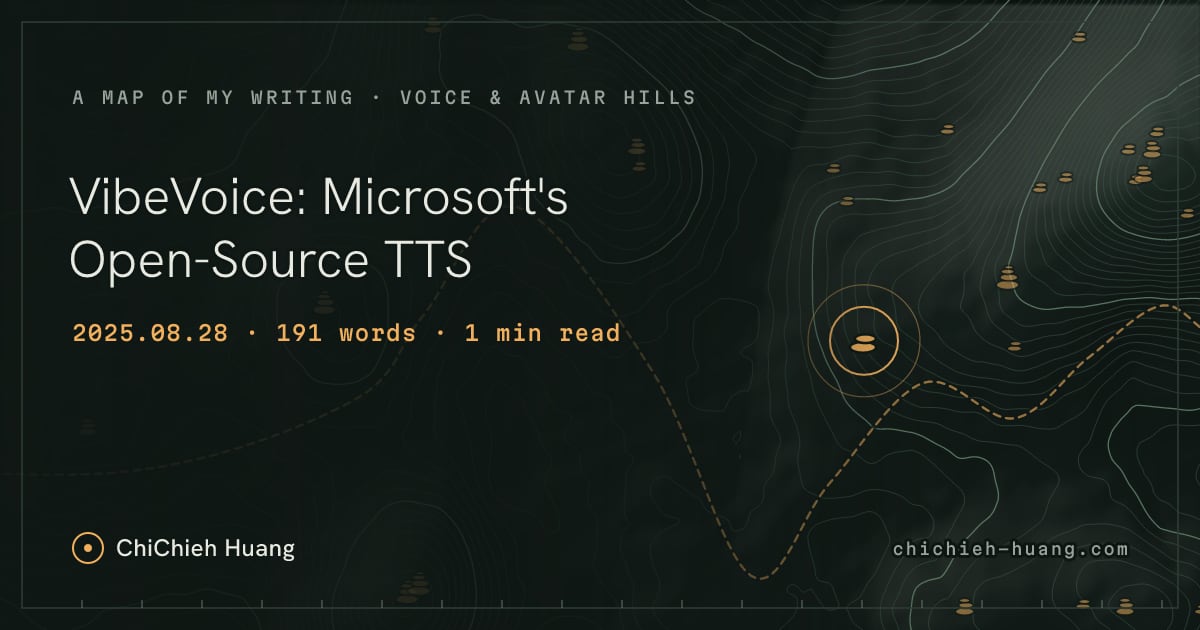 A MAP OF MY WRITING · VOICE & AVATAR HILLS
VibeVoice: Microsoft's
Open-Source TTS
2025.08.28 · 191 words · 1 min read
ChiChieh Huang
chichieh-huang.com